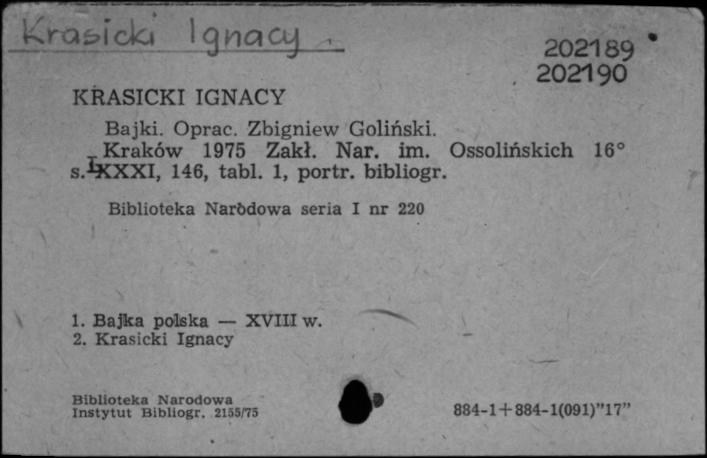 Krasicki Ignacy
202189
202190
KRASICKI IGNACY
Bajki. Oprac. Zbigniew Goliński.
Kraków 1975 Zakł. Nar. im. Ossolińskich 16°
s. LXXXI, 146, tabl. 1, portr. bibliogr.
Biblioteka Naròdowa seria I nr 220
1. Bajka polska — XVIII w.
2. Krasicki Ignacy
Biblioteka Narodowa
Instytut Bibliogr. 2155/75
884-1+884-1(091)"17"